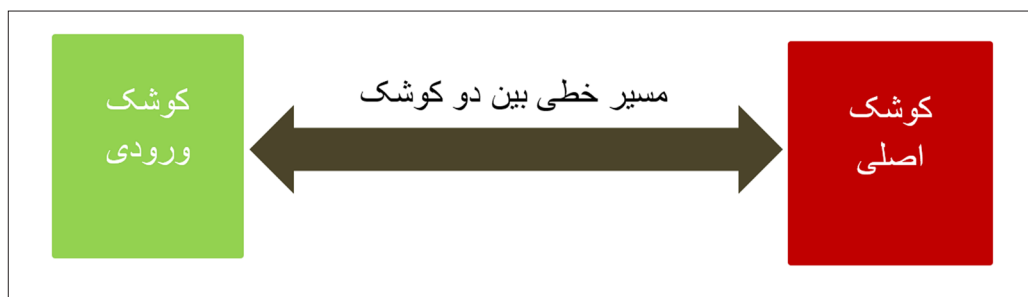 مسیر خطی بین دو کوشک
کوشک
اصلی
کوشک
ورودی